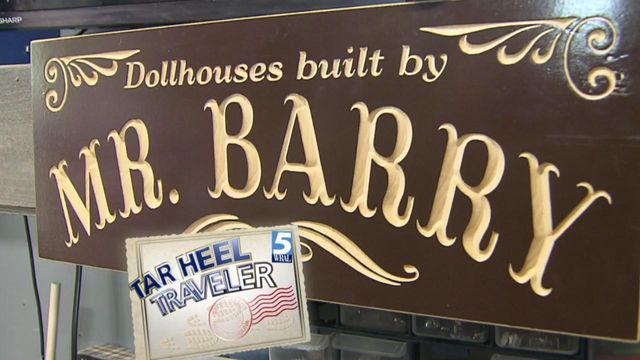 SHARP
Dollhouses built by
MR. BARRY
TAR HEEL
TRAVELER
5
WRAL